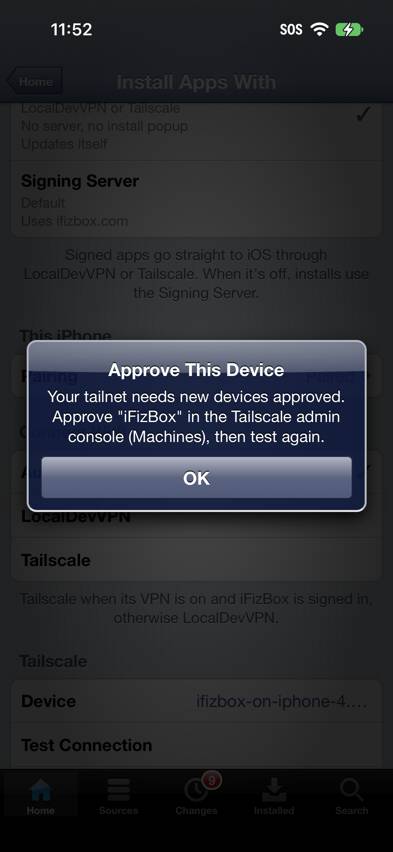 11:52
SOS
Home
Install Apps With
LocalDevVPN or Tailscale
No server, no install popup
Updates itself
Signing Server
Default
Uses ifizbox.com
Signed apps go straight to iOS through
LocalDevVPN or Tailscale. When it's off, installs use
the Signing Server.
This iPhone
Approve This Device
Pairing
Paired
Your tailnet needs new devices approved.
Approve "iFizBox" in the Tailscale admin
console (Machines), then test again.
OK
LocalDevVPN
Tailscale
Tailscale when its VPN is on and iFizBox is signed in,
otherwise LocalDevVPN.
Tailscale
Device
ifizbox-on-iphone-4....
Test Connection
9
Home
Sources
Changes
Installed
Search